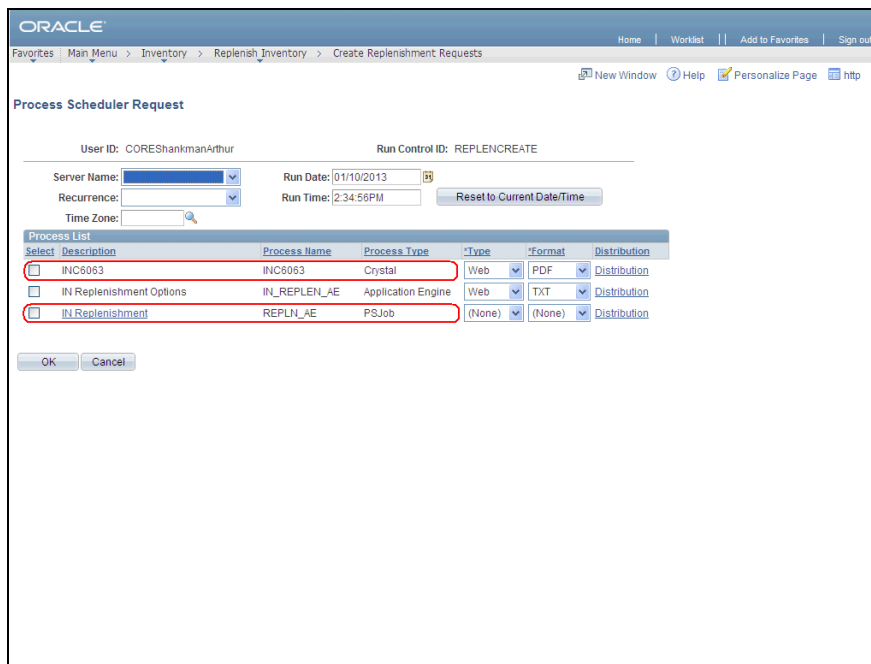 ORACLE
Home | Worklist || Add to Favorites | Sign out
Favorites Main Menu > Inventory > Replenish Inventory > Create Replenishment Requests
New Window Help Personalize Page http
Process Scheduler Request
User ID: COREShankmanArthur Run Control ID: REPLENCREATE
Server Name: Run Date: 01/10/2013 31
Recurrence: Run Time: 2:34:56PM Reset to Current Date/Time
Time Zone:
Process List
Select Description Process Name Process Type *Type *Format Distribution
INC6063 INC6063 Crystal Web PDF Distribution
IN Replenishment Options IN_REPLEN_AE Application Engine Web TXT Distribution
IN Replenishment REPLN_AE PSJob (None) (None) Distribution
OK Cancel